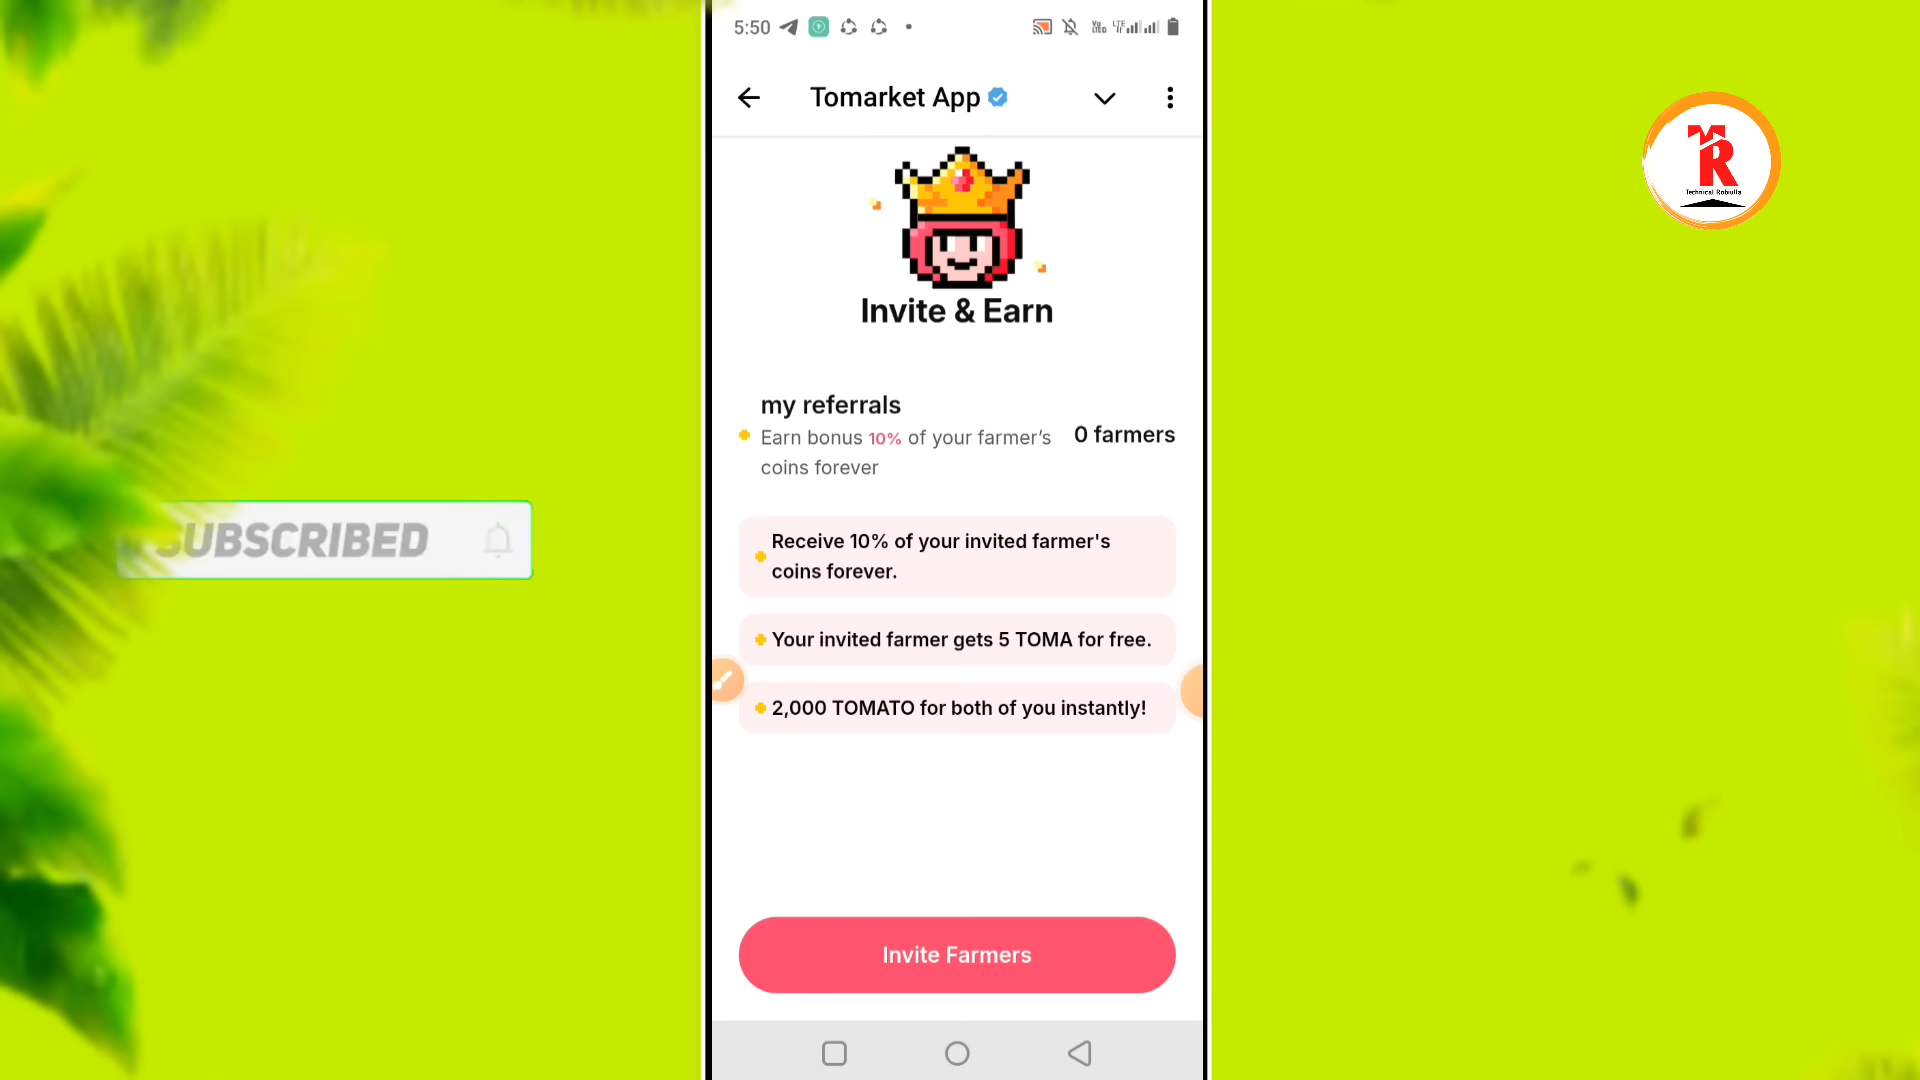 5:50
Tomarket App
Invite & Earn
my referrals
Earn bonus 10% of your farmer’s
coins forever
0 farmers
Receive 10% of your invited farmer's
coins forever.
Your invited farmer gets 5 TOMA for free.
2,000 TOMATO for both of you instantly!
Invite Farmers
SUBSCRIBED
R
Technical Robiulla